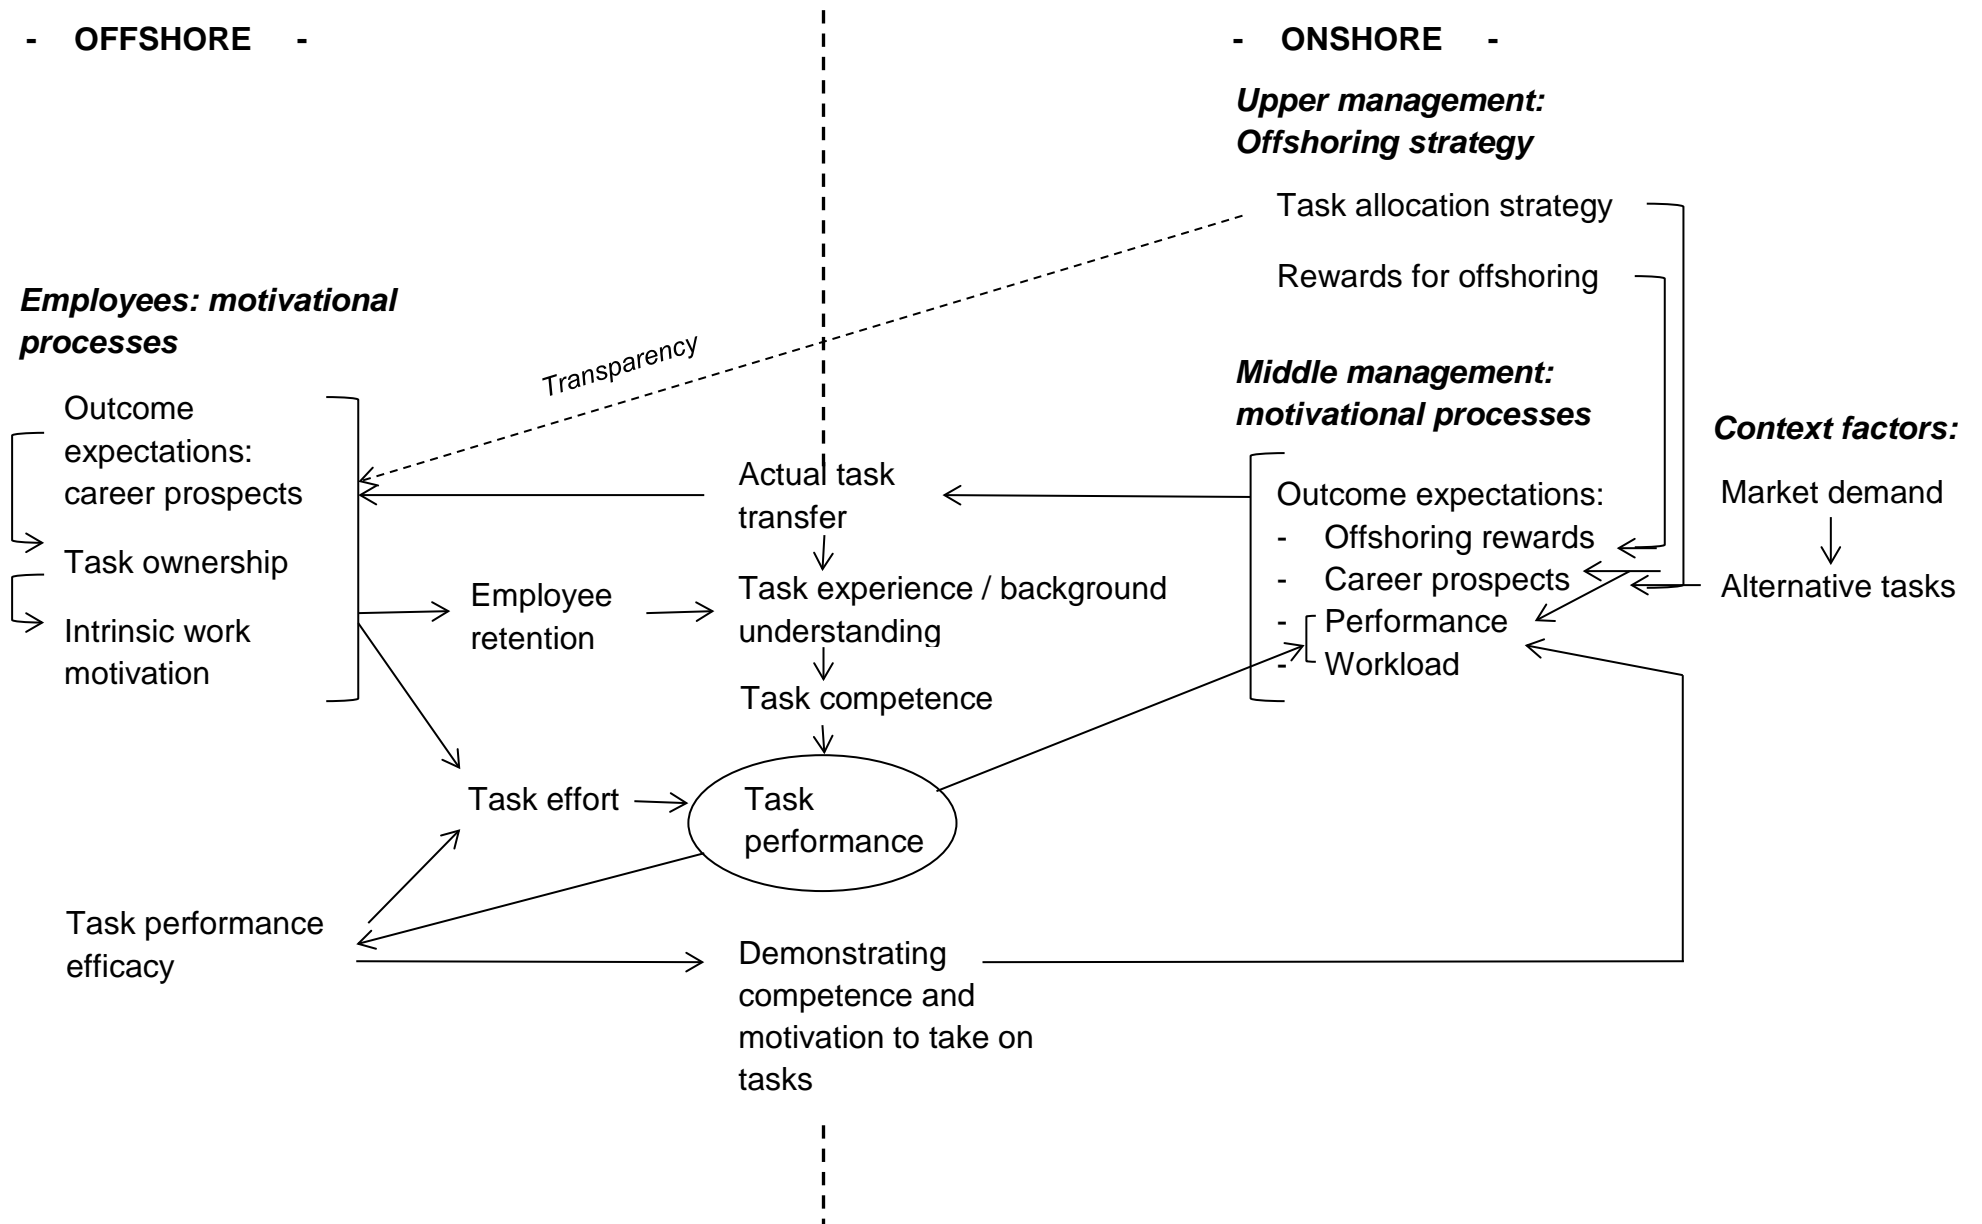 - OFFSHORE -
- ONSHORE -
Upper management:
Offshoring strategy
Task allocation strategy
Rewards for offshoring
Employees: motivational
processes
Transparency
Middle management:
motivational processes
Context factors:
Outcome
expectations:
career prospects
Task ownership
Intrinsic work
motivation
Employee
retention
Actual task
transfer
Task experience / background
understanding
Task competence
Outcome expectations:
- Offshoring rewards
- Career prospects
- Performance
- Workload
Market demand
Alternative tasks
Task effort
Task
performance
Task performance
efficacy
Demonstrating
competence and
motivation to take on
tasks